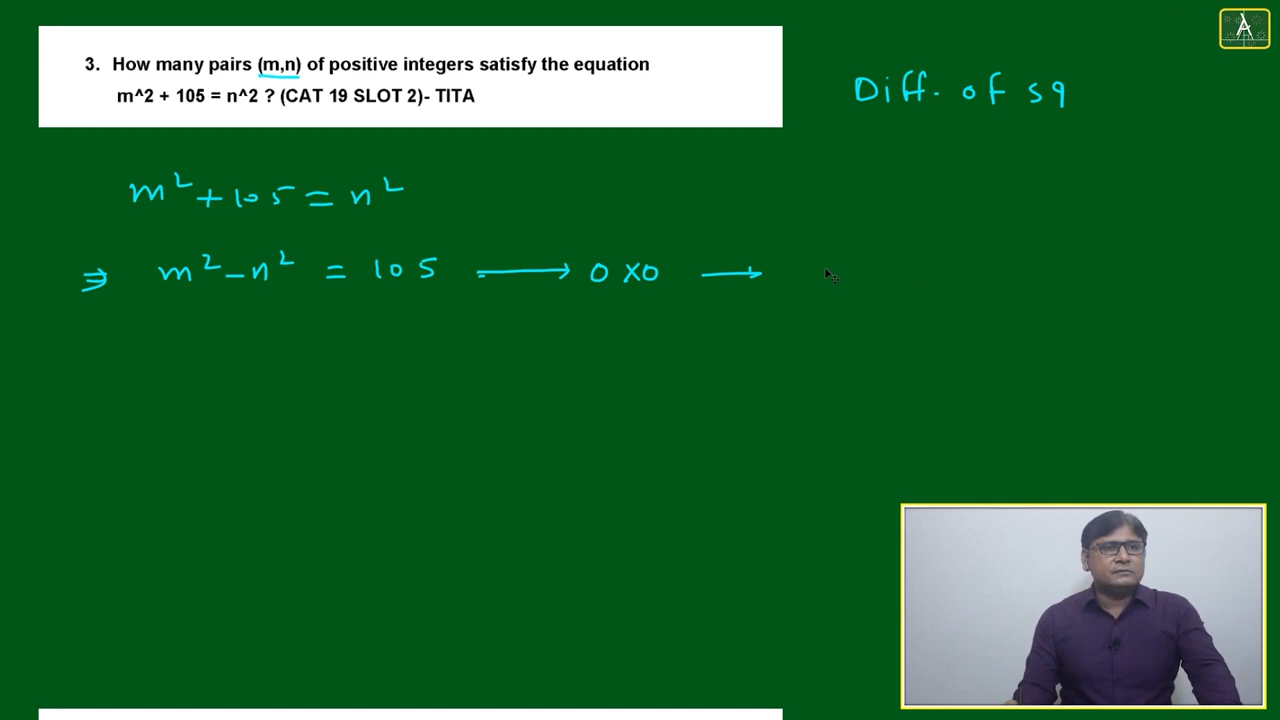 3. How many pairs (m,n) of positive integers satisfy the equation
m^2 + 105 = n^2 ? (CAT 19 SLOT 2)- TITA
Diff. of sq
m² + 105 = n²
⇒ m² - n² = 105 ⟶ 0 x 0 ⟶
A